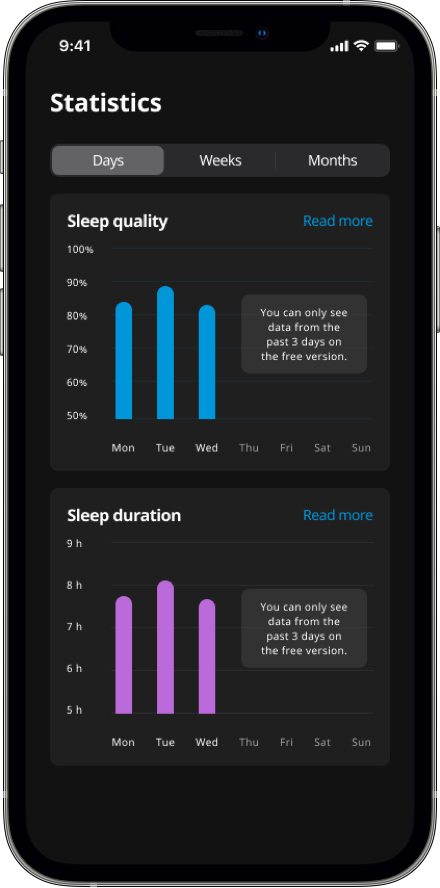 9:41
Statistics
Days Weeks Months
Sleep quality Read more
100%
90%
80%
70%
60%
50%
You can only see
data from the
past 3 days on
the free version.
Mon Tue Wed Thu Fri Sat Sun
Sleep duration Read more
9 h
8 h
7 h
6 h
5 h
You can only see
data from the
past 3 days on
the free version.
Mon Tue Wed Thu Fri Sat Sun